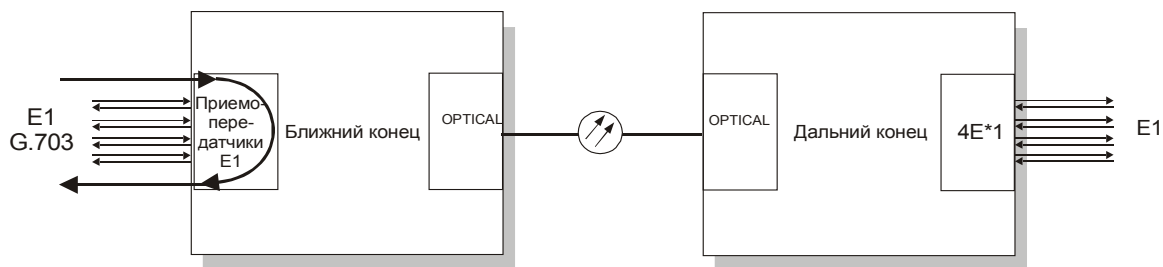 E1
G.703
Приемо-
пере-
датчики
E1
Ближний конец
OPTICAL
OPTICAL
Дальний конец
4E*1
E1